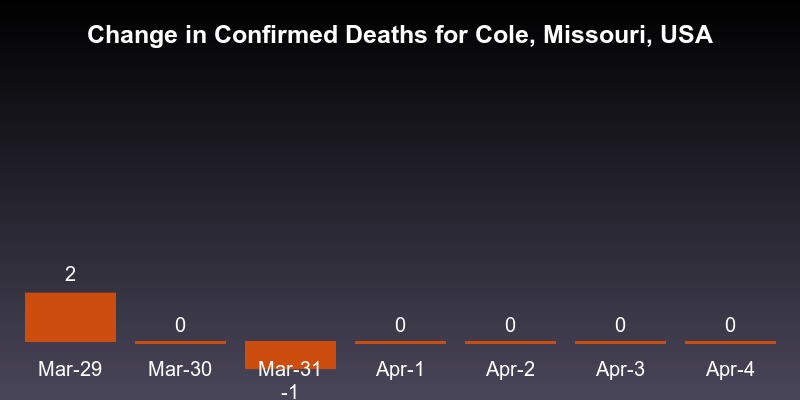 Change in Confirmed Deaths for Cole, Missouri, USA
2
0
0
0
0
0
Mar-29
Mar-30
Mar-31
Apr-1
Apr-2
Apr-3
Apr-4
-1